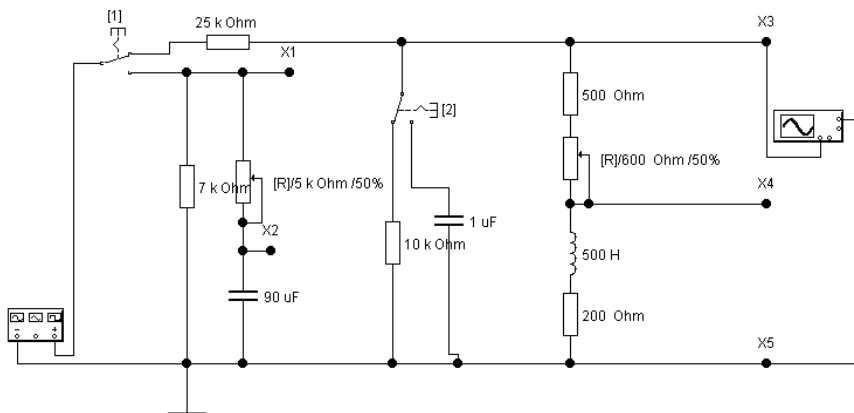 [1]
25 k Ohm
X1
X3
[2]
500 Ohm
7 k Ohm
[R]/5 k Ohm /50%
[R]/600 Ohm /50%
X4
X2
1 uF
10 k Ohm
500 H
90 uF
200 Ohm
X5